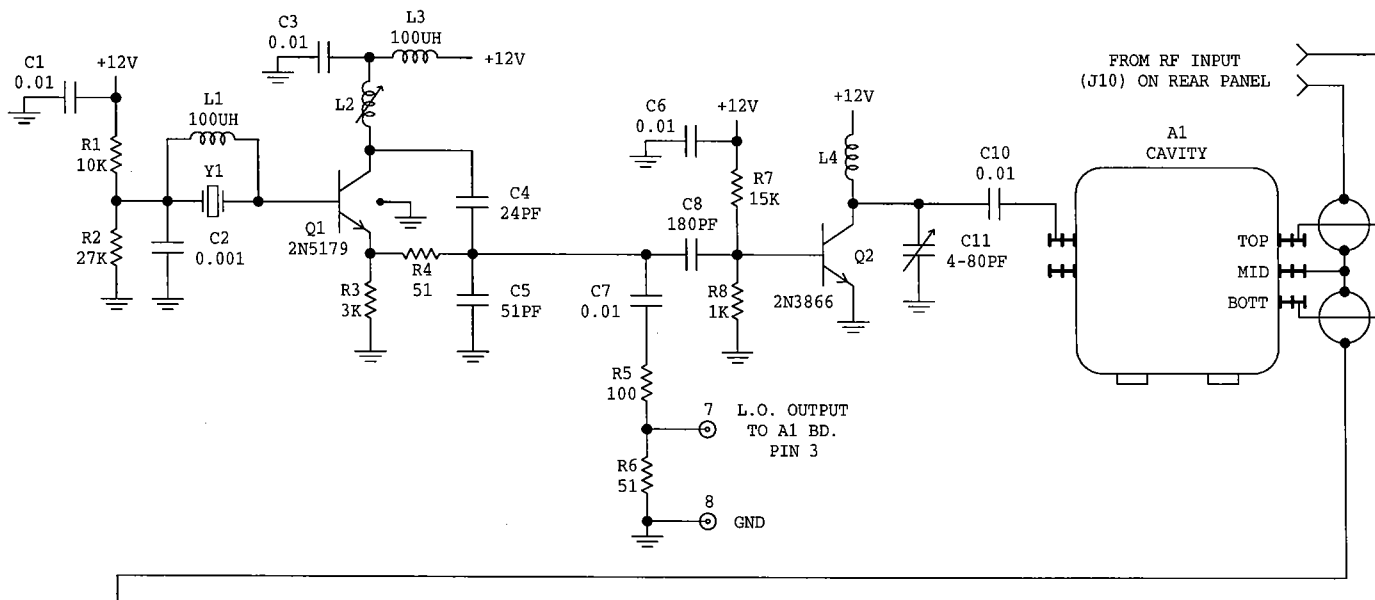 C1
0.01
+12V
R1
10K
R2
27K
L1
100UH
Y1
C2
0.001
C3
0.01
L3
100UH
+12V
L2
Q1
2N5179
C4
24PF
R4
51
R3
3K
C5
51PF
C6
0.01
+12V
R7
15K
C8
180PF
C7
0.01
R8
1K
R5
100
7
L.O. OUTPUT
TO A1 BD.
PIN 3
R6
51
8
GND
+12V
L4
Q2
2N3866
C10
0.01
C11
4-80PF
FROM RF INPUT
(J10) ON REAR PANEL
A1
CAVITY
TOP
MID
BOTT